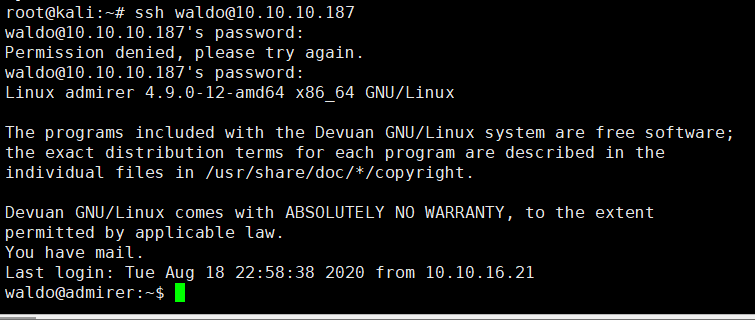 root@kali:~# ssh waldo@10.10.10.187
waldo@10.10.10.187's password:
Permission denied, please try again.
waldo@10.10.10.187's password:
Linux admirer 4.9.0-12-amd64 x86_64 GNU/Linux
The programs included with the Devuan GNU/Linux system are free software;
the exact distribution terms for each program are described in the
individual files in /usr/share/doc/*/copyright.
Devuan GNU/Linux comes with ABSOLUTELY NO WARRANTY, to the extent
permitted by applicable law.
You have mail.
Last login: Tue Aug 18 22:58:38 2020 from 10.10.16.21
waldo@admirer:~$